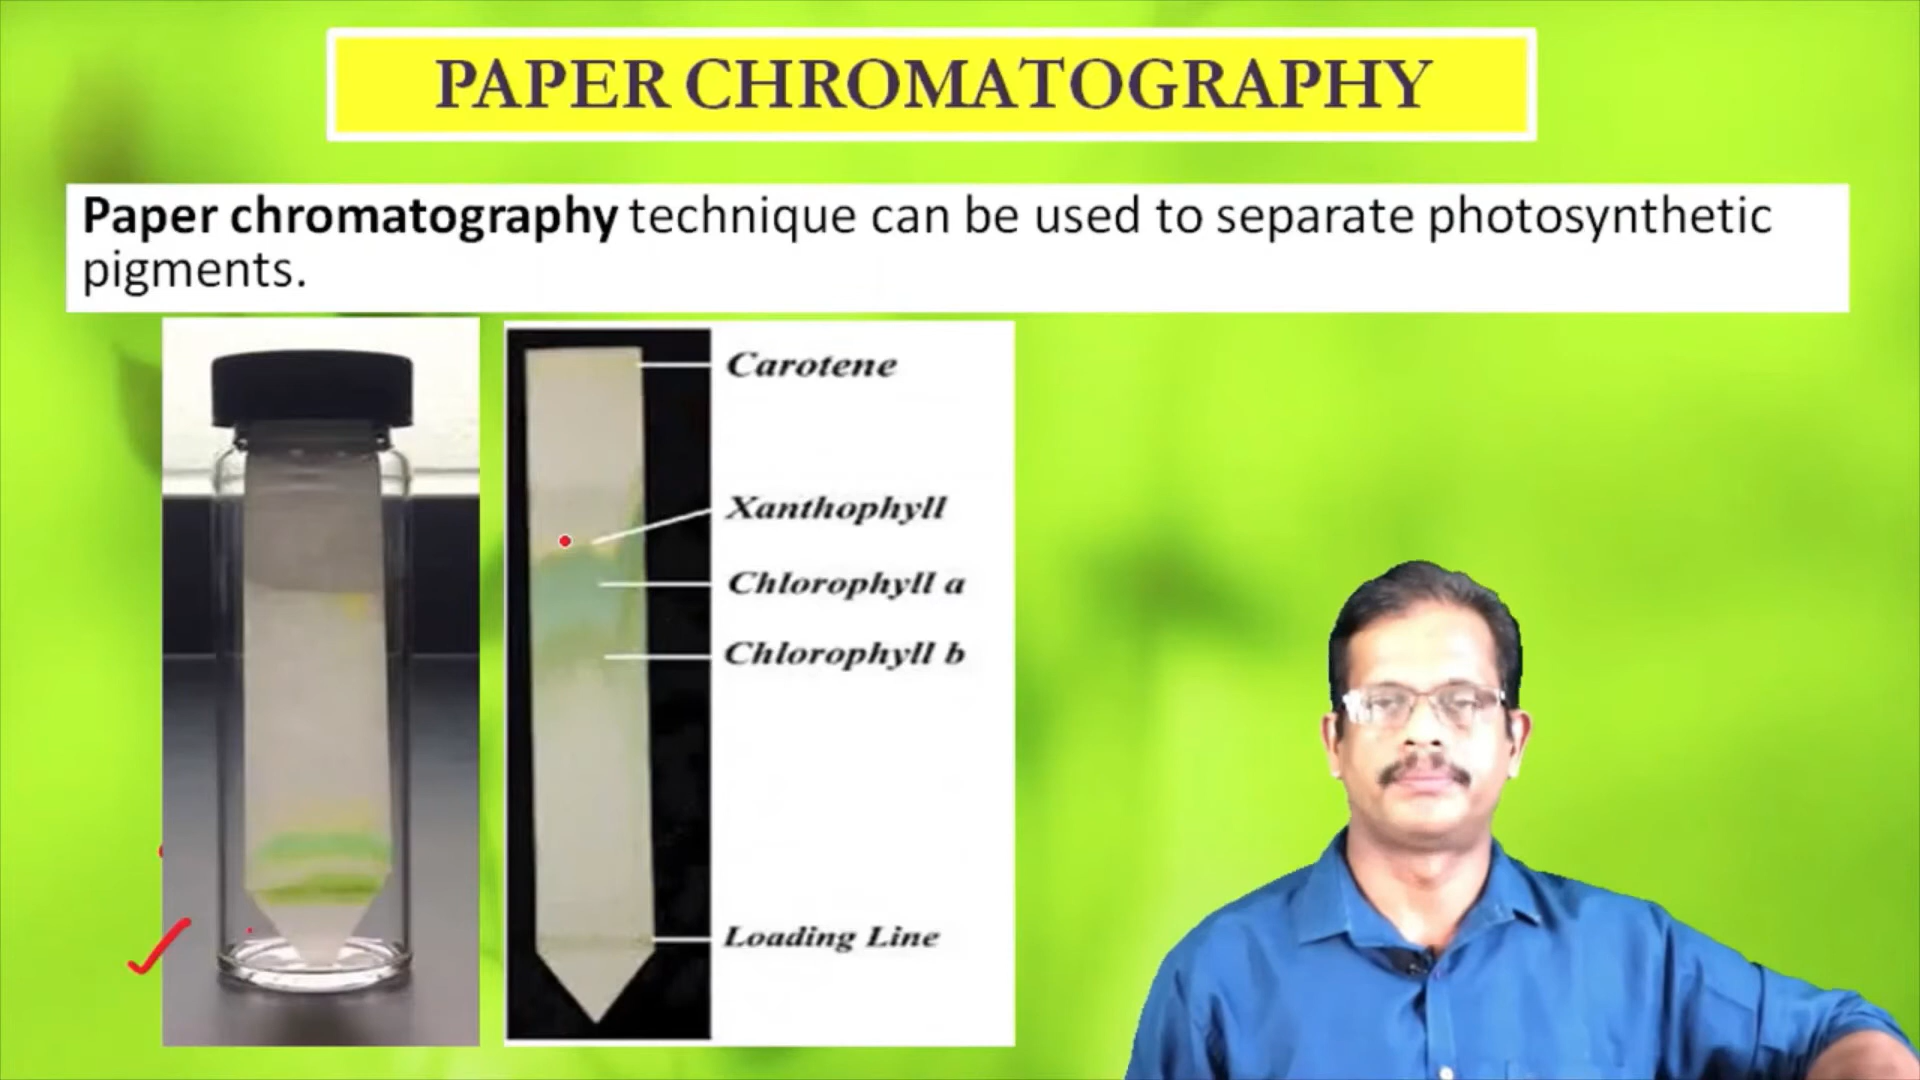 PAPER CHROMATOGRAPHY
Paper chromatography technique can be used to separate photosynthetic
pigments.
Carotene
Xanthophyll
Chlorophyll a
Chlorophyll b
Loading Line